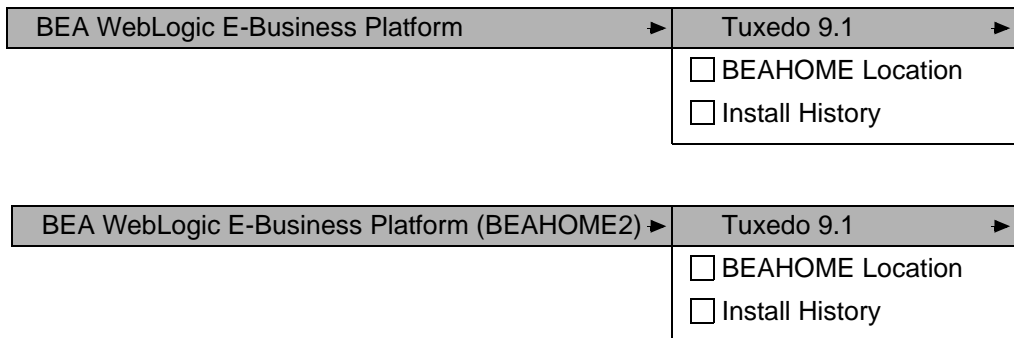 BEA WebLogic E-Business Platform Tuxedo 9.1
BEAHOME Location
Install History
BEA WebLogic E-Business Platform (BEAHOME2) Tuxedo 9.1
BEAHOME Location
Install History